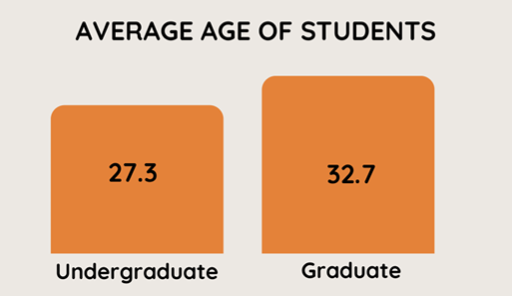 AVERAGE AGE OF STUDENTS
27.3
32.7
Undergraduate
Graduate